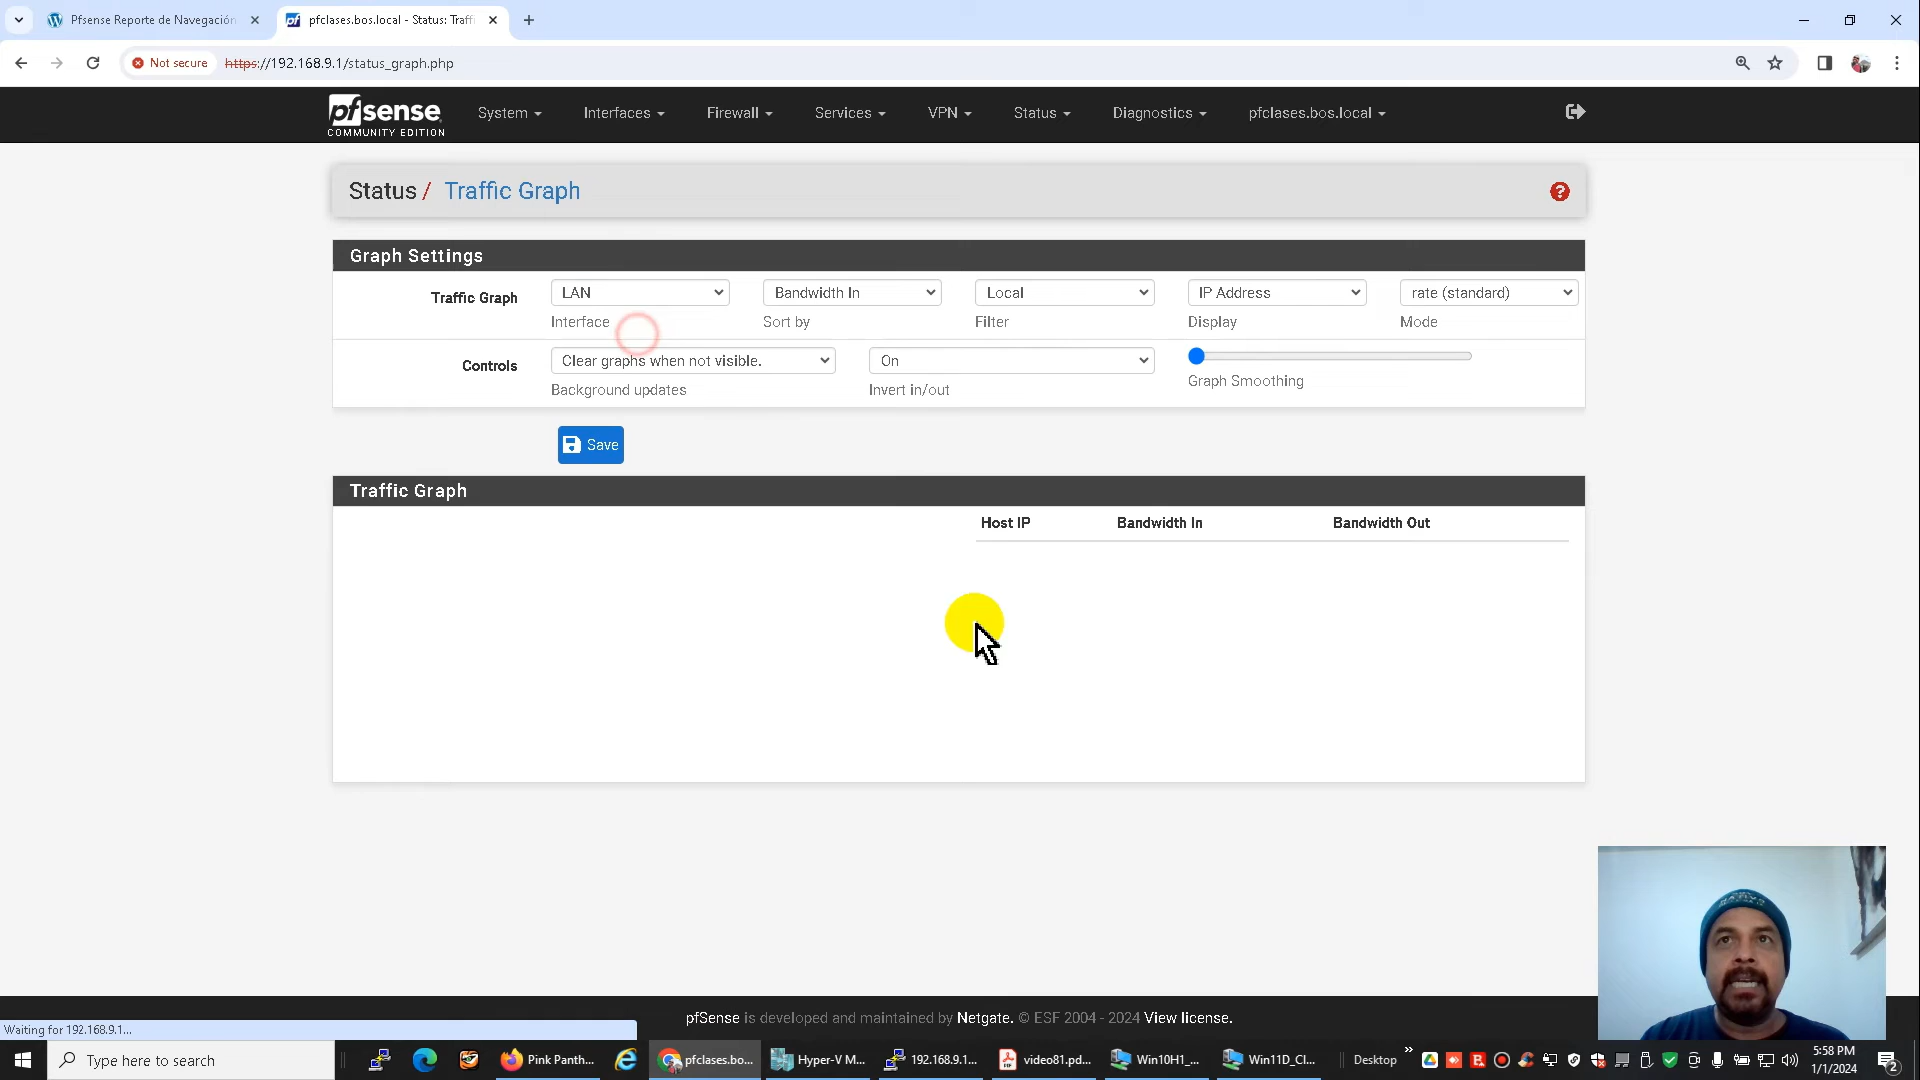 Pfsense Reporte de Navegación
pfclases.bos.local - Status: Traffi
Not secure
https://192.168.9.1/status_graph.php
pfsense
COMMUNITY EDITION
System
Interfaces
Firewall
Services
VPN
Status
Diagnostics
pfclases.bos.local
Status / Traffic Graph
?
Graph Settings
Traffic Graph
LAN
Bandwidth In
Local
IP Address
rate (standard)
Interface
Sort by
Filter
Display
Mode
Controls
Clear graphs when not visible.
On
Background updates
Invert in/out
Graph Smoothing
Save
Traffic Graph
Host IP
Bandwidth In
Bandwidth Out
pfSense is developed and maintained by Netgate. © ESF 2004 - 2024 View license.
Waiting for 192.168.9.1...
Type here to search
Pink Panth...
pfclases.bo...
Hyper-V M...
192.168.9.1...
video81.pd...
Win10H1_...
Win11D_Cl...
Desktop
5:58 PM
1/1/2024
2